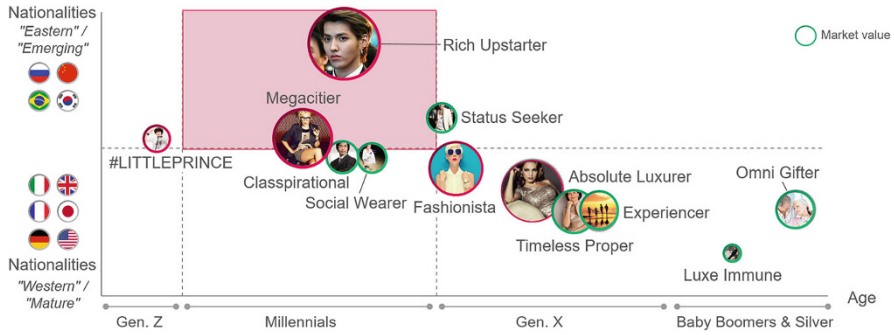 Nationalities
"Eastern" /
"Emerging"
Market value
Rich Upstarter
Megacitier
Status Seeker
#LITTLEPRINCE
Classpirational
Social Wearer
Fashionista
Absolute Luxurer
Omni Gifter
Experiencer
Timeless Proper
Luxe Immune
Nationalities
"Western" /
"Mature"
Age
Gen. Z
Millennials
Gen. X
Baby Boomers & Silver